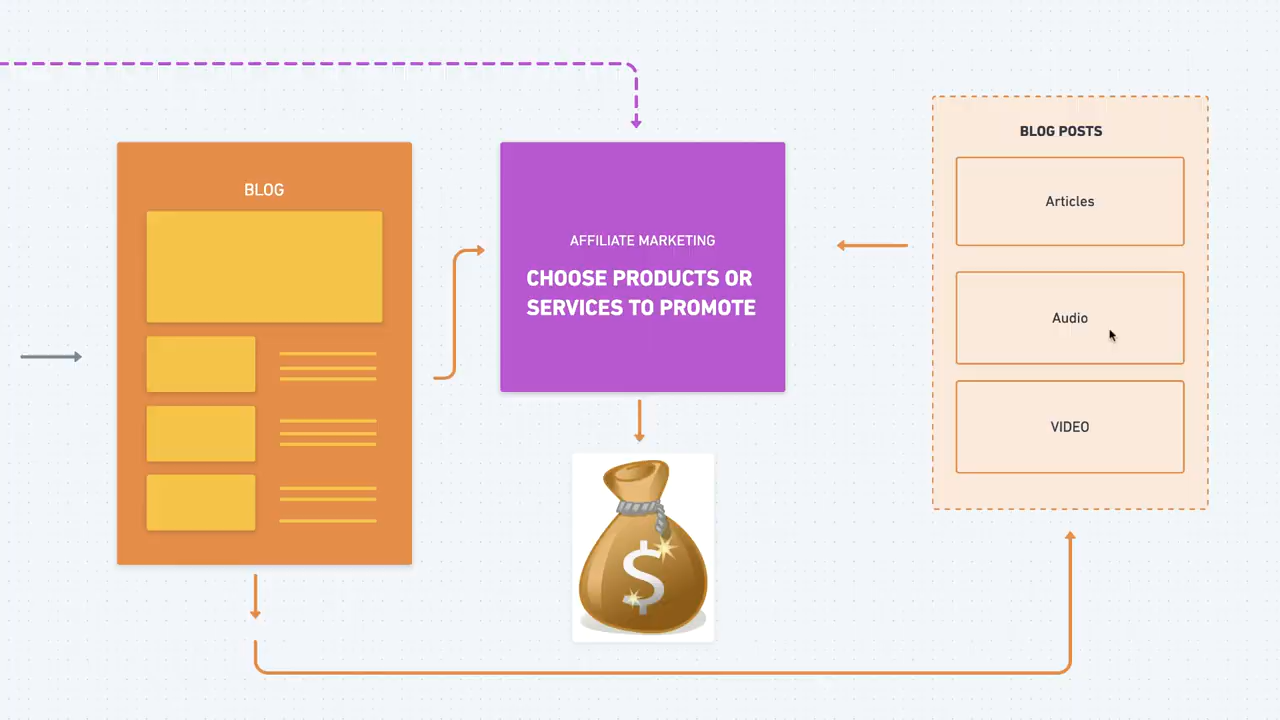 BLOG
AFFILIATE MARKETING
CHOOSE PRODUCTS OR
SERVICES TO PROMOTE
$
BLOG POSTS
Articles
Audio
VIDEO